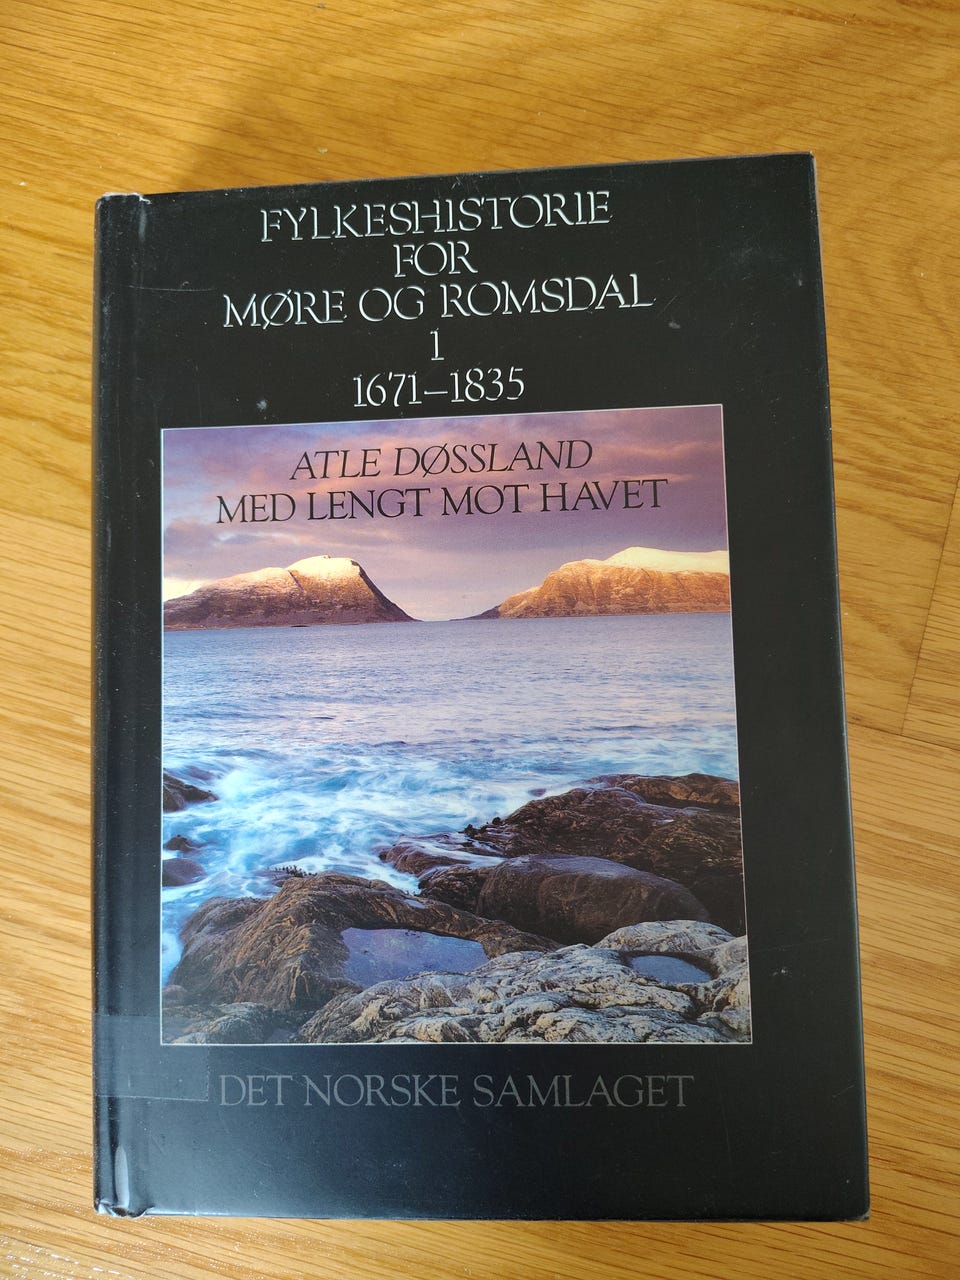 FYLKESHISTORIE
FOR
MØRE OG ROMSDAL
1
1671–1835
ATLE DØSSLAND
MED LENGT MOT HAVET
DET NORSKE SAMLAGET